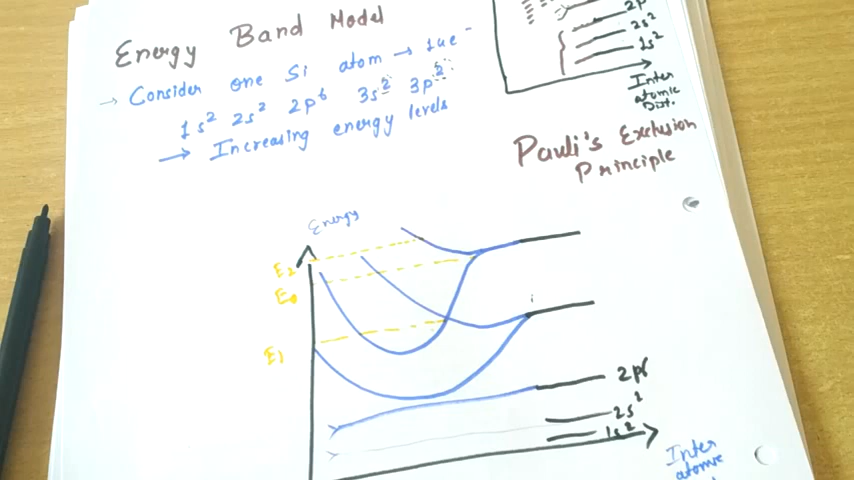 Energy Band Model
→ Consider one Si atom → 14e⁻
1s² 2s² 2p⁶ 3s² 3p²
→ Increasing energy levels
2p
2s²
1s²
Inter
atomic
Dist.
Pauli's Exclusion
Principle
Energy
E₂
E₀
E₁
2p⁶
2s²
1s²
Inter
atomic